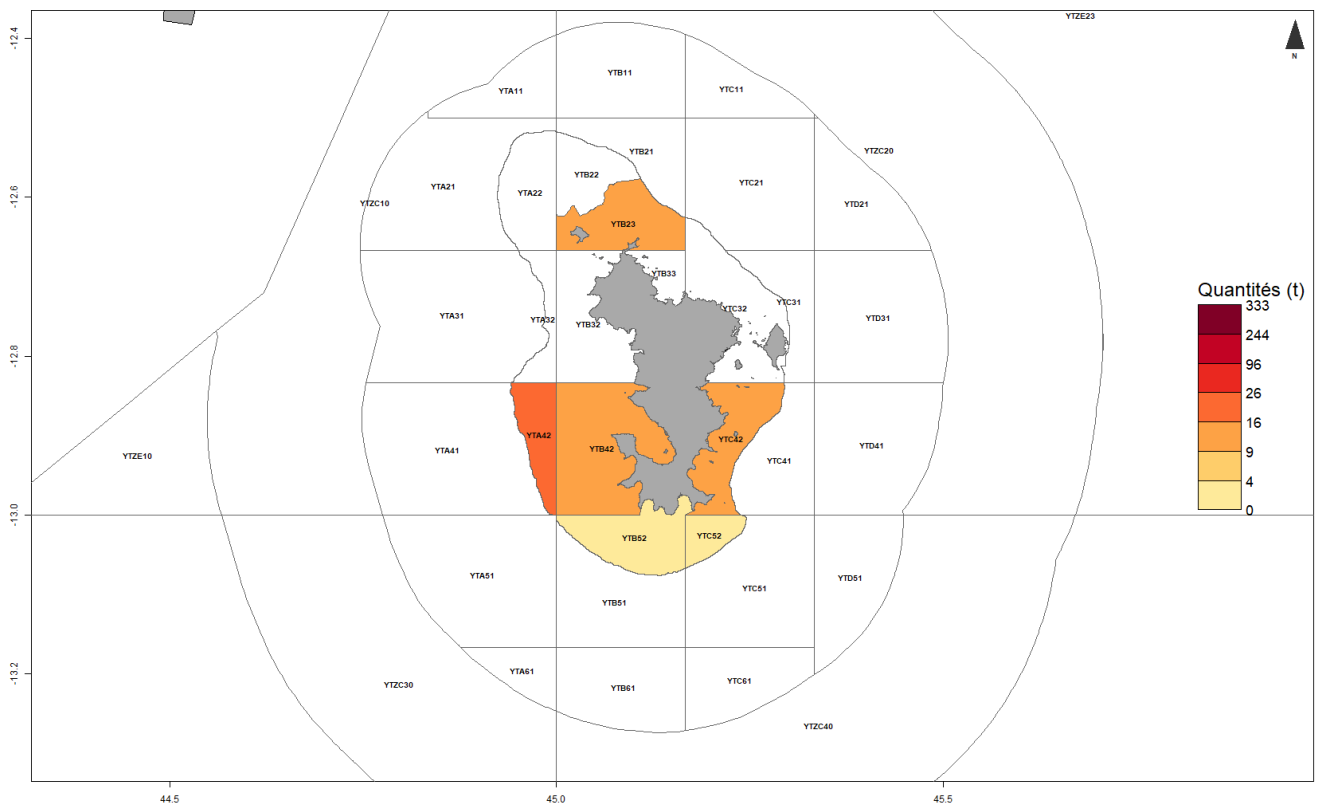 -12.4
-12.6
-12.8
-13.0
-13.2
44.5
45.0
45.5
N
YTZE23
YTB11
YTA11
YTC11
YTB21
YTZC20
YTB22
YTA21
YTA22
YTC21
YTZC10
YTD21
YTB23
YTB33
YTC31
YTC32
YTA31
YTA32
YTB32
YTD31
YTA42
YTC42
YTA41
YTB42
YTD41
YTZE10
YTC41
YTB52
YTC52
YTA51
YTD51
YTC51
YTB51
YTA61
YTC61
YTZC30
YTB61
YTZC40
Quantités (t)
333
244
96
26
16
9
4
0